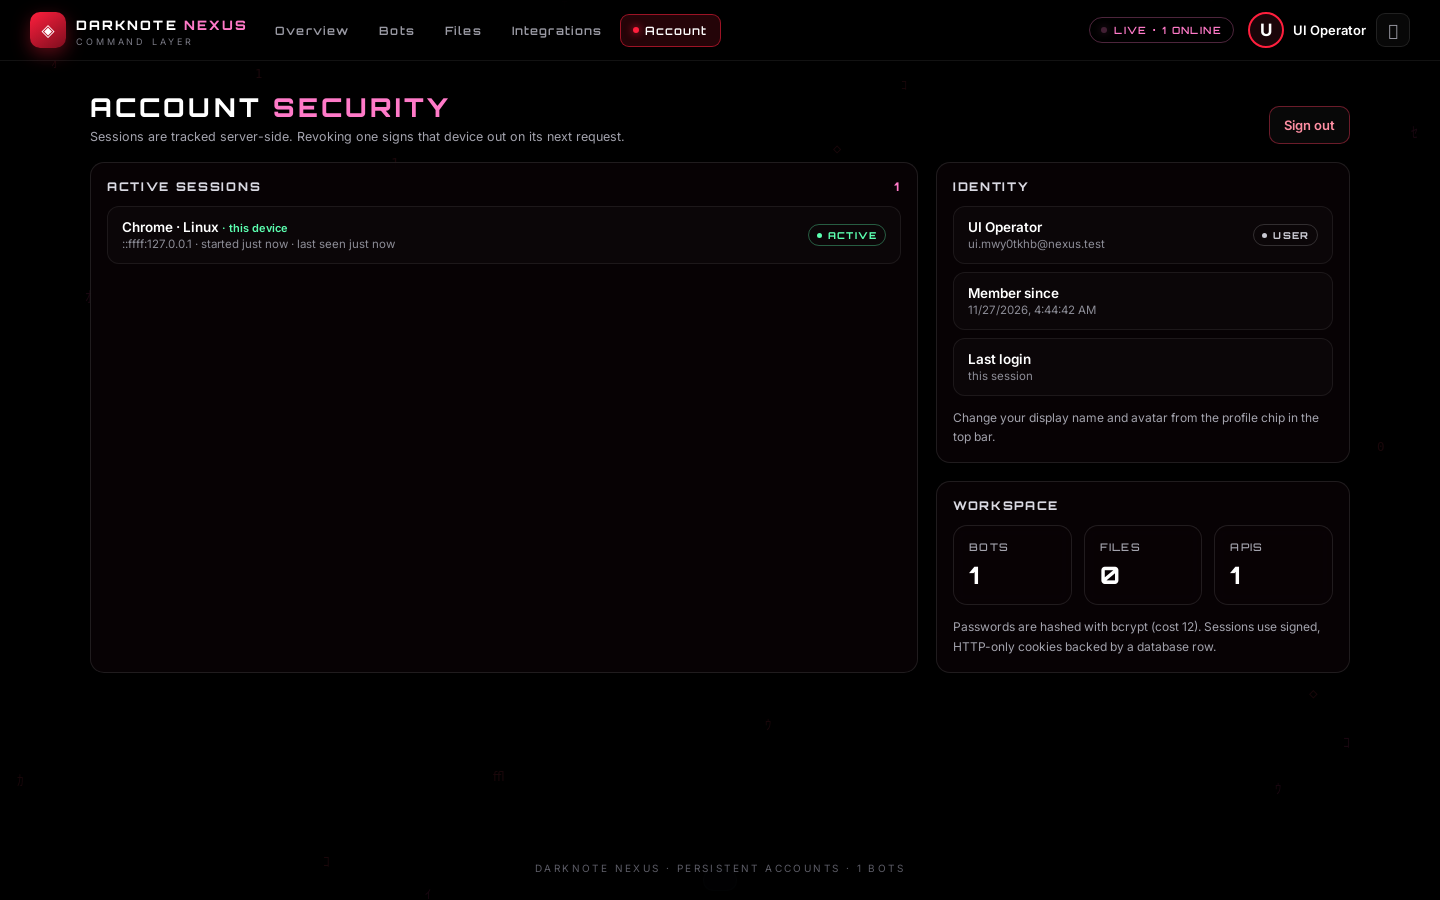 DARKNOTE NEXUS
COMMAND LAYER
Overview
Bots
Files
Integrations
Account
LIVE · 1 ONLINE
U
UI Operator
ACCOUNT SECURITY
Sessions are tracked server-side. Revoking one signs that device out on its next request.
Sign out
ACTIVE SESSIONS
1
Chrome · Linux · this device
::ffff:127.0.0.1 · started just now · last seen just now
ACTIVE
IDENTITY
UI Operator
ui.mwy0tkhb@nexus.test
USER
Member since
11/27/2026, 4:44:42 AM
Last login
this session
Change your display name and avatar from the profile chip in the
top bar.
WORKSPACE
BOTS
1
FILES
0
APIS
1
Passwords are hashed with bcrypt (cost 12). Sessions use signed,
HTTP-only cookies backed by a database row.
DARKNOTE NEXUS · PERSISTENT ACCOUNTS · 1 BOTS